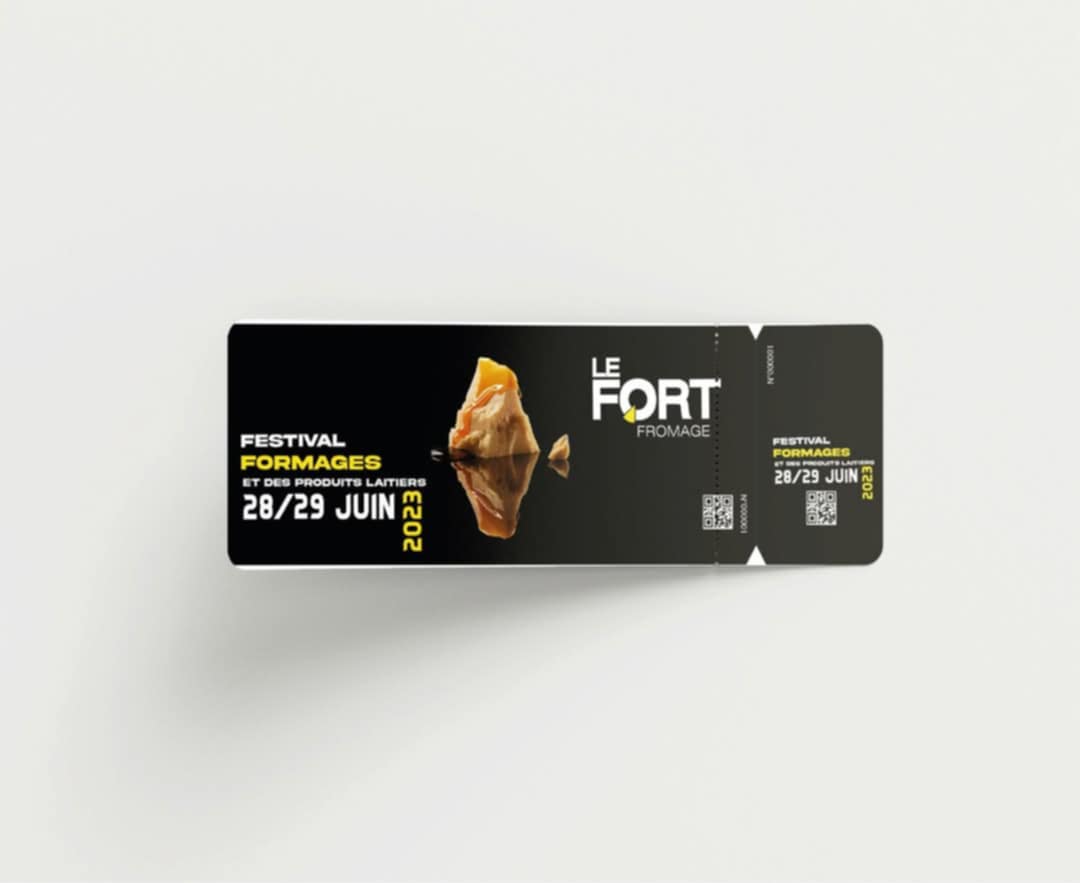 FESTIVAL
FORMAGES
ET DES PRODUITS LAITIERS
28/29 JUIN
2023
LE
FORT
FROMAGE
N°000001
N°000001
FESTIVAL
FORMAGES
ET DES PRODUITS LAITIERS
28/29 JUIN
2023